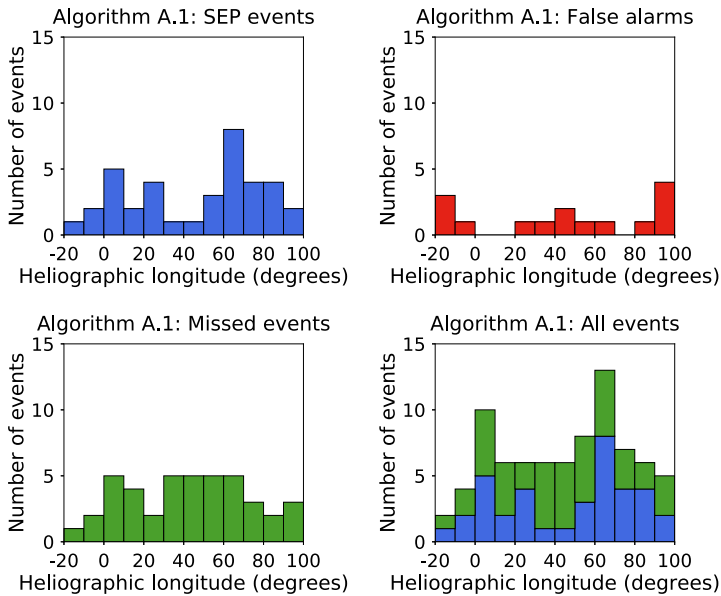 Algorithm A.1: SEP events
15
10
5
0
Number of events
-20 0 20 40 60 80 100
Heliographic longitude (degrees)
Algorithm A.1: False alarms
15
10
5
0
Number of events
-20 0 20 40 60 80 100
Heliographic longitude (degrees)
Algorithm A.1: Missed events
15
10
5
0
Number of events
-20 0 20 40 60 80 100
Heliographic longitude (degrees)
Algorithm A.1: All events
15
10
5
0
Number of events
-20 0 20 40 60 80 100
Heliographic longitude (degrees)